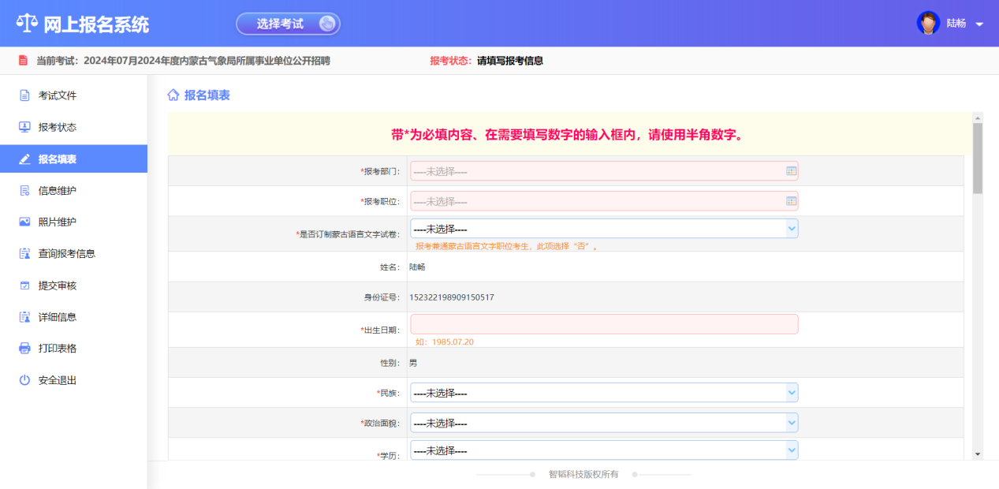 网上报名系统
选择考试
陆畅
当前考试：2024年07月2024年度内蒙古气象局所属事业单位公开招聘
报考状态：请填写报考信息
考试文件
报考状态
报名填表
信息维护
照片维护
查询报考信息
提交审核
详细信息
打印表格
安全退出
报名填表
带*为必填内容、在需要填写数字的输入框内，请使用半角数字。
*报考部门： ----未选择----
*报考职位： ----未选择----
*是否订制蒙古语言文字试卷： ----未选择----
报考兼通蒙古语言文字职位考生，此项选择“否”。
姓名： 陆畅
身份证号： 152322198909150517
*出生日期：
如：1985.07.20
性别： 男
*民族： ----未选择----
*政治面貌： ----未选择----
*学历： ----未选择----
智韬科技版权所有